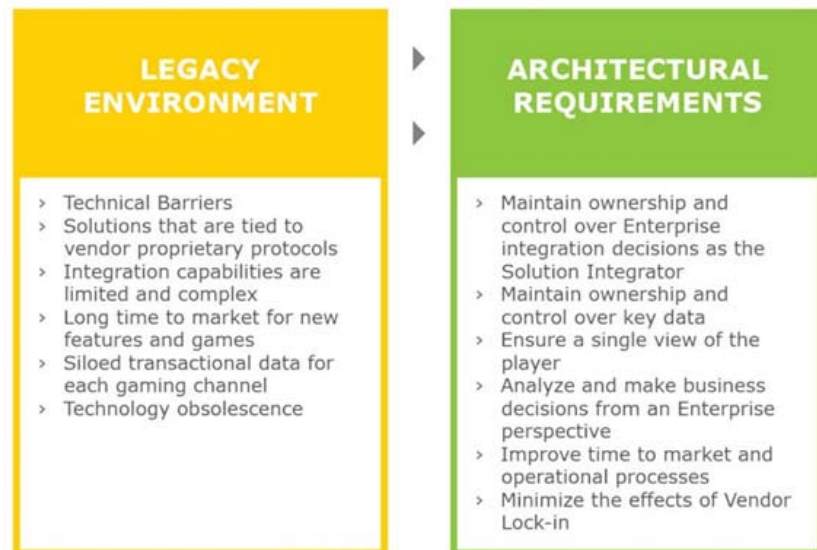 LEGACY
ENVIRONMENT
› Technical Barriers
› Solutions that are tied to
vendor proprietary protocols
› Integration capabilities are
limited and complex
› Long time to market for new
features and games
› Siloed transactional data for
each gaming channel
› Technology obsolescence
ARCHITECTURAL
REQUIREMENTS
› Maintain ownership and
control over Enterprise
integration decisions as the
Solution Integrator
› Maintain ownership and
control over key data
› Ensure a single view of the
player
› Analyze and make business
decisions from an Enterprise
perspective
› Improve time to market and
operational processes
› Minimize the effects of Vendor
Lock-in